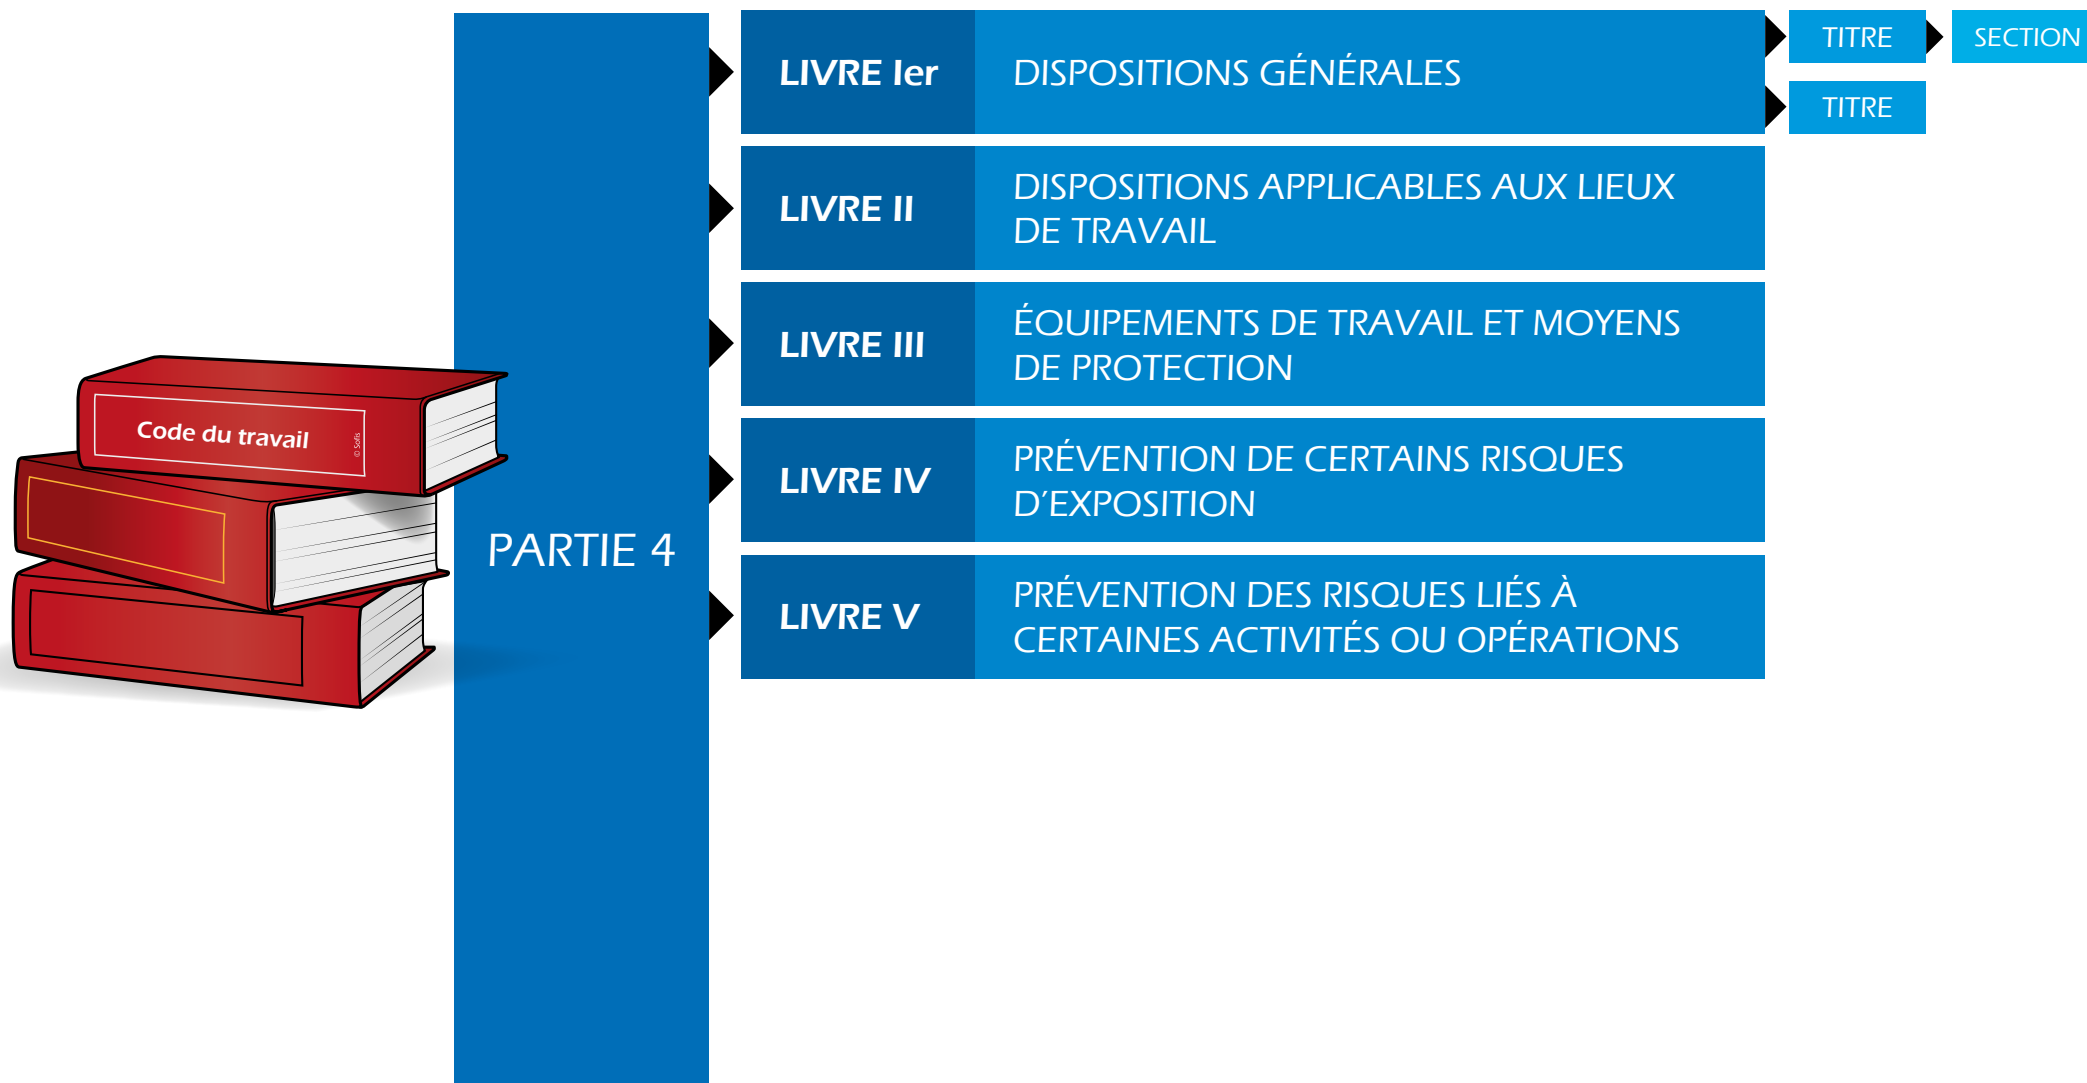 Code du travail
© Sofis
PARTIE 4
LIVRE Ier
DISPOSITIONS GÉNÉRALES
TITRE
SECTION
TITRE
LIVRE II
DISPOSITIONS APPLICABLES AUX LIEUX
DE TRAVAIL
LIVRE III
ÉQUIPEMENTS DE TRAVAIL ET MOYENS
DE PROTECTION
LIVRE IV
PRÉVENTION DE CERTAINS RISQUES
D’EXPOSITION
LIVRE V
PRÉVENTION DES RISQUES LIÉS À
CERTAINES ACTIVITÉS OU OPÉRATIONS